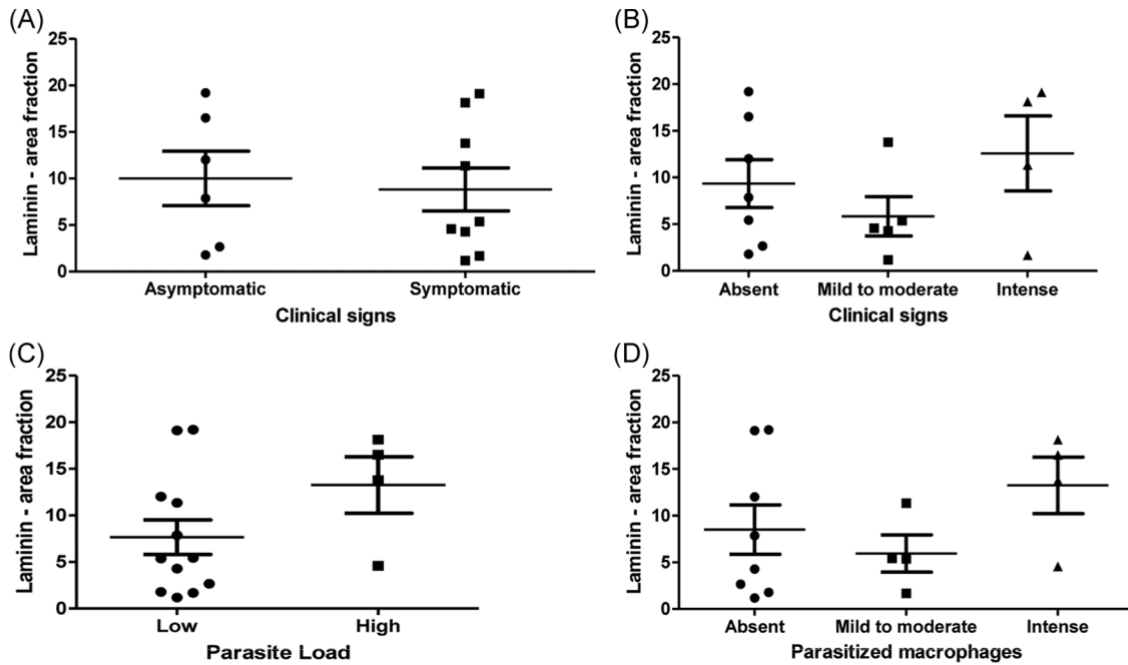 (A)
25
20
15
10
5
0
Laminin - area fraction
Asymptomatic Symptomatic
Clinical signs
(B)
25
20
15
10
5
0
Laminin - area fraction
Absent Mild to moderate Intense
Clinical signs
(C)
25
20
15
10
5
0
Laminin - area fraction
Low High
Parasite Load
(D)
25
20
15
10
5
0
Laminin - area fraction
Absent Mild to moderate Intense
Parasitized macrophages